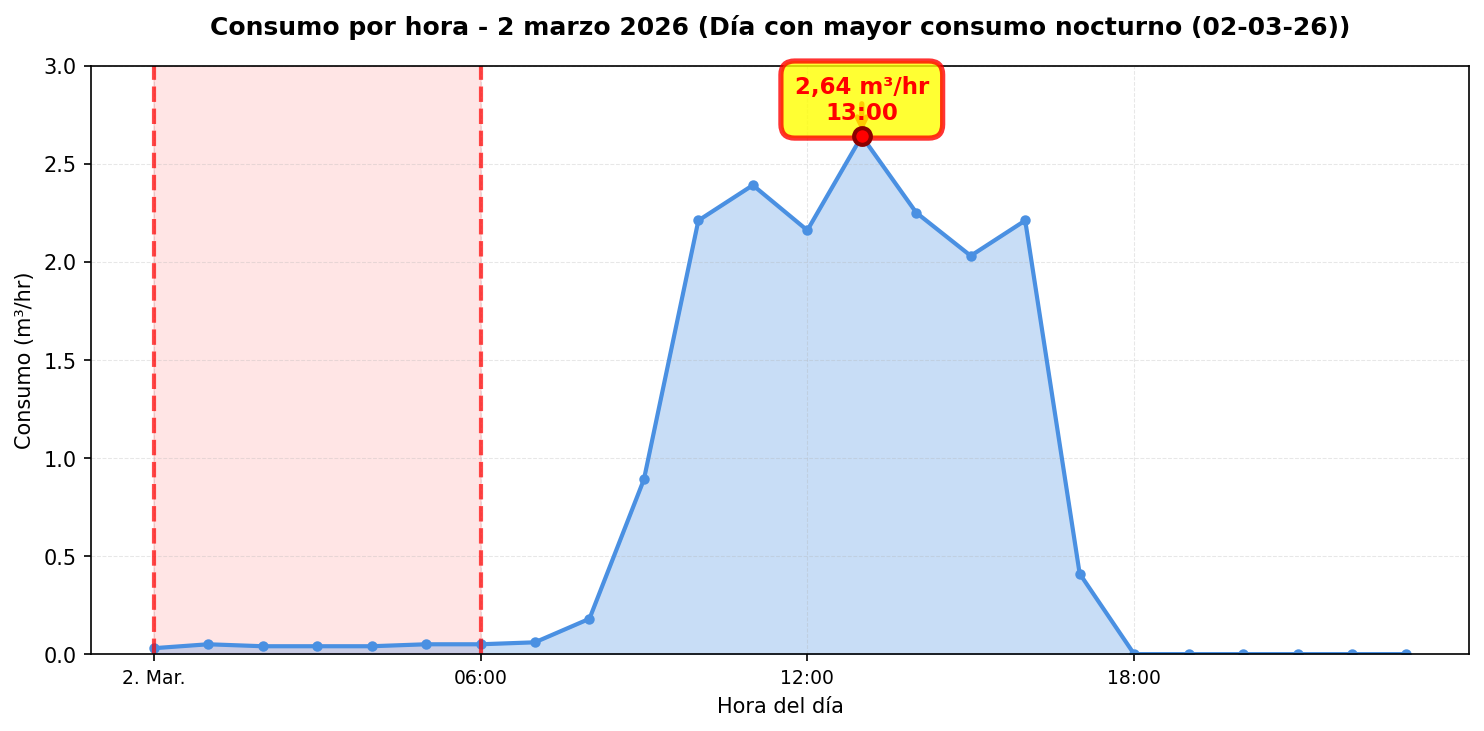 Consumo por hora - 2 marzo 2026 (Día con mayor consumo nocturno (02-03-26))
2,64 m³/hr
13:00
Consumo (m³/hr)
3.0
2.5
2.0
1.5
1.0
0.5
0.0
2. Mar.
06:00
12:00
18:00
Hora del día